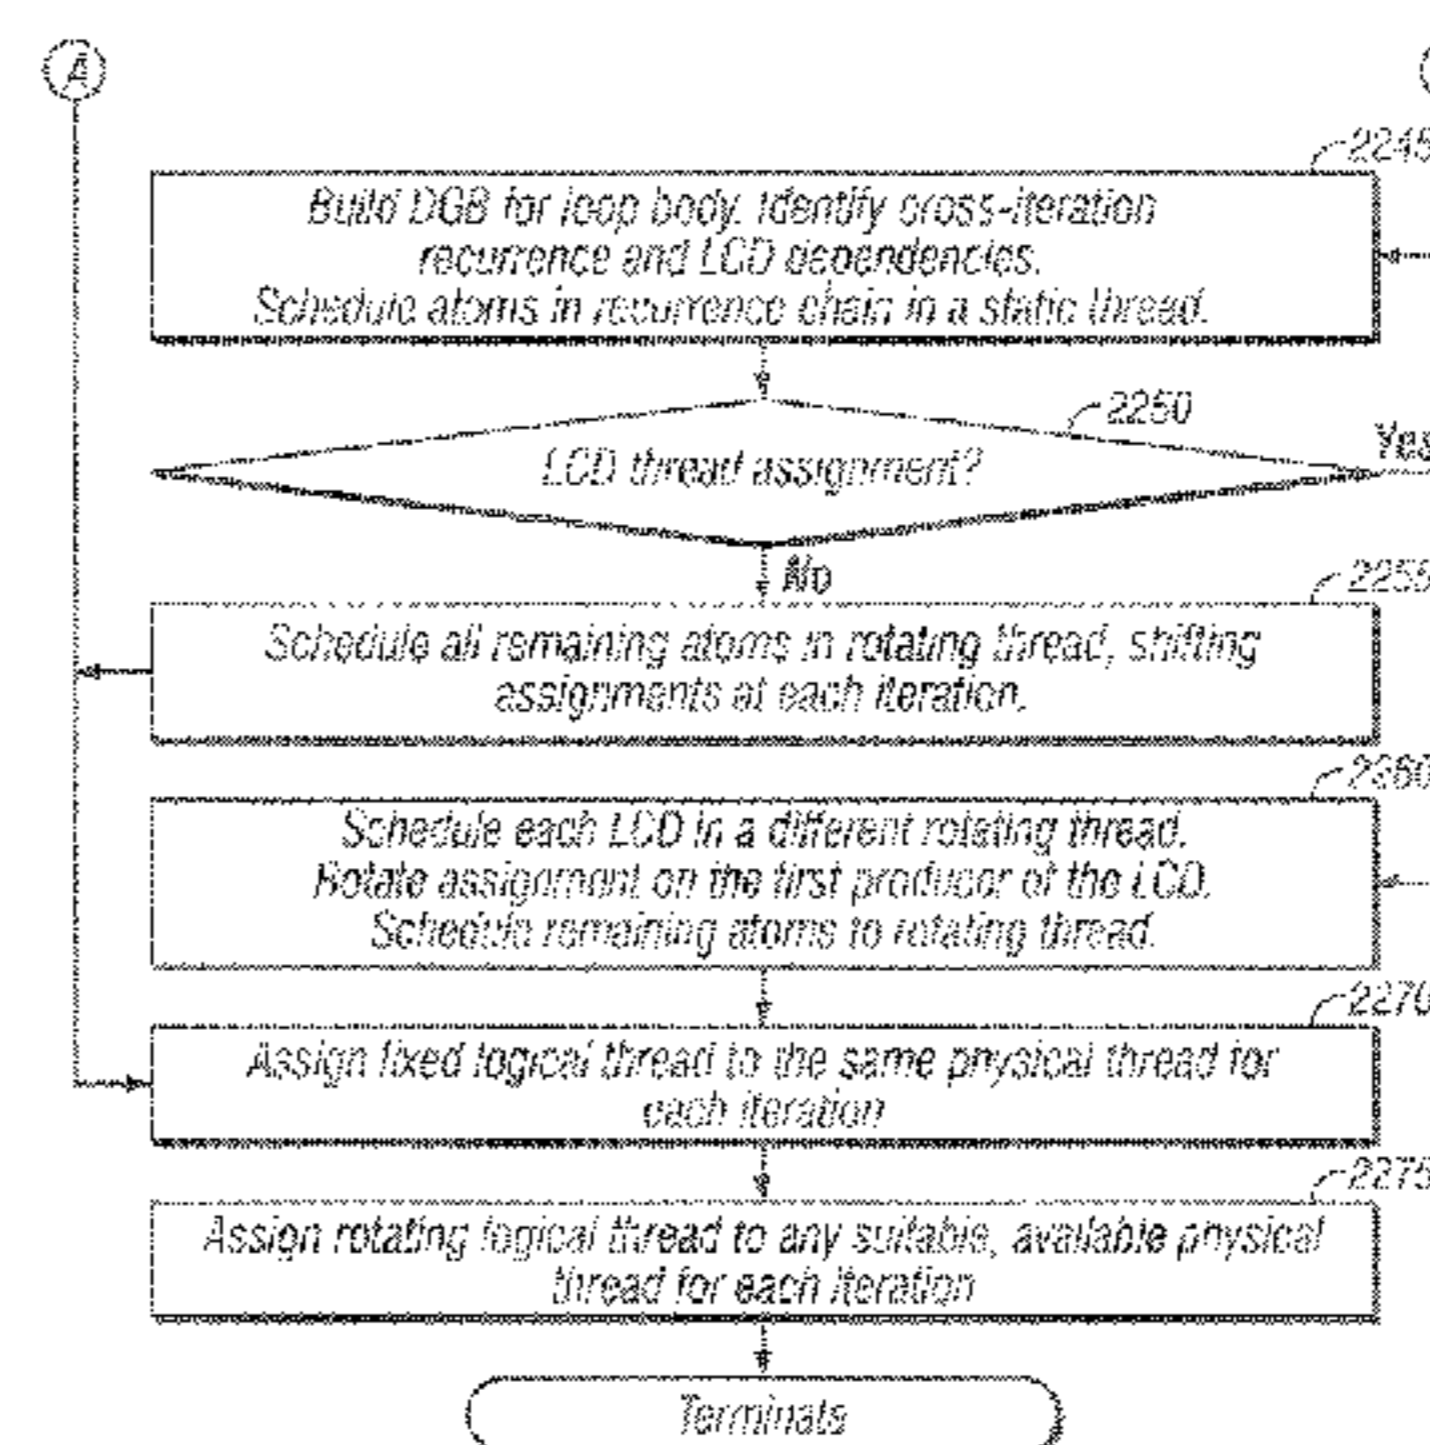 A
2245
Build DGB for loop body. Identify cross-iteration
recurrence and LCD dependencies.
Schedule atoms in recurrence chain in a static thread.
2250
LCD thread assignment?
Yes
No
2255
Schedule all remaining atoms in rotating thread, shifting
assignments at each iteration.
2260
Schedule each LCD in a different rotating thread.
Rotate assignment on the first producer of the LCD.
Schedule remaining atoms to rotating thread.
2270
Assign fixed logical thread to the same physical thread for
each iteration
2275
Assign rotating logical thread to any suitable, available physical
thread for each iteration